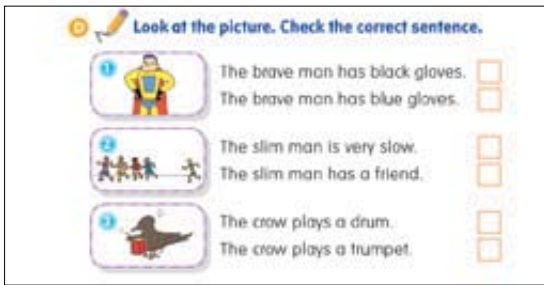 D Look at the picture. Check the correct sentence.
1 The brave man has black gloves.
The brave man has blue gloves.
2 The slim man is very slow.
The slim man has a friend.
3 The crow plays a drum.
The crow plays a trumpet.